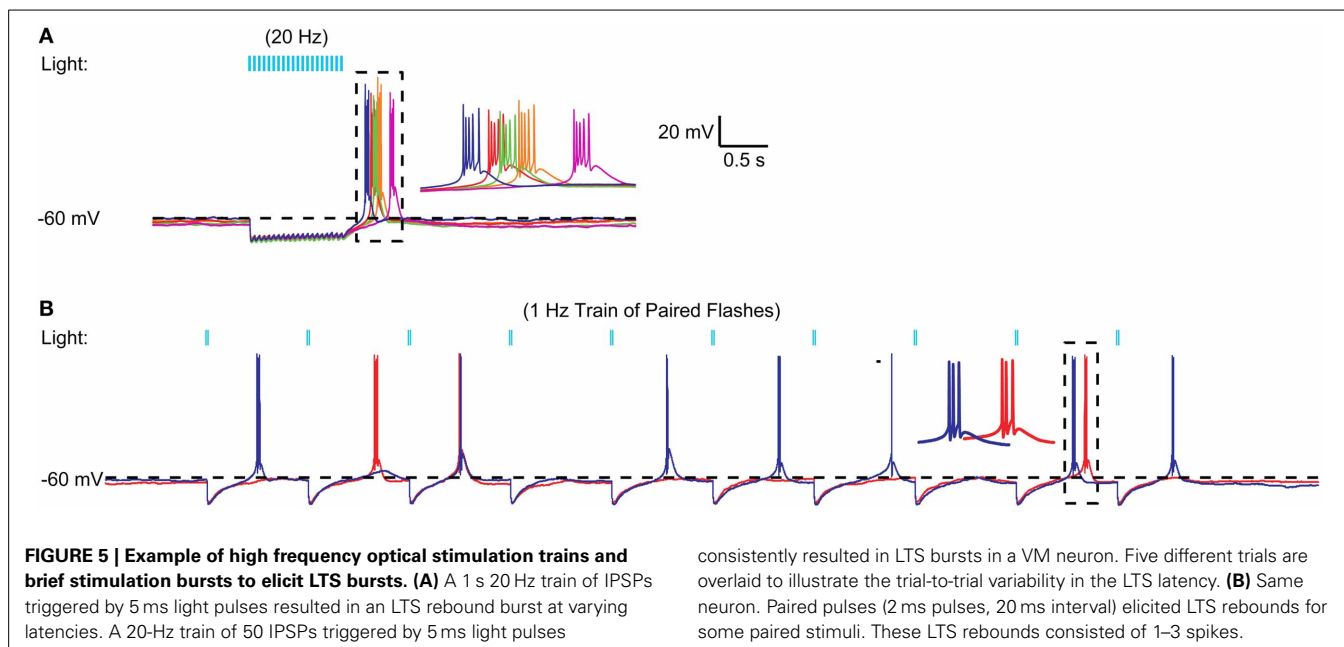 A
(20 Hz)
Light:
20 mV
0.5 s
-60 mV
B
(1 Hz Train of Paired Flashes)
Light:
-60 mV
FIGURE 5 | Example of high frequency optical stimulation trains and
brief stimulation bursts to elicit LTS bursts. (A) A 1 s 20 Hz train of IPSPs
triggered by 5 ms light pulses resulted in an LTS rebound burst at varying
latencies. A 20-Hz train of 50 IPSPs triggered by 5 ms light pulses
consistently resulted in LTS bursts in a VM neuron. Five different trials are
overlaid to illustrate the trial-to-trial variability in the LTS latency. (B) Same
neuron. Paired pulses (2 ms pulses, 20 ms interval) elicited LTS rebounds for
some paired stimuli. These LTS rebounds consisted of 1–3 spikes.